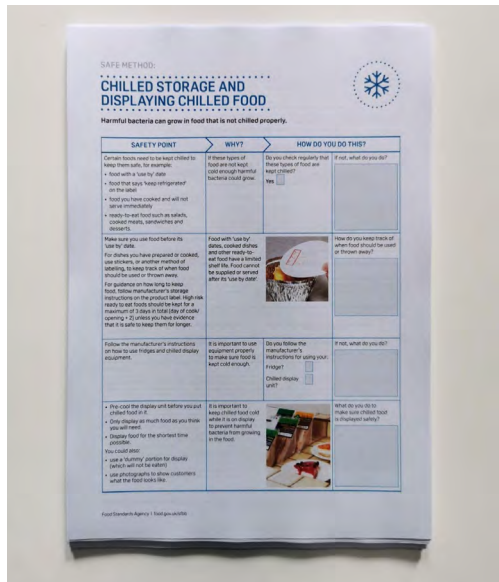 SAFE METHOD:
CHILLED STORAGE AND
DISPLAYING CHILLED FOOD
Harmful bacteria can grow in food that is not chilled properly.
SAFETY POINT
WHY?
HOW DO YOU DO THIS?
Certain foods need to be kept chilled to
keep them safe, for example:
• food with a 'use by' date
• food that says 'keep refrigerated'
on the label
• food you have cooked and will not
serve immediately
• ready-to-eat food such as salads,
cooked meats, sandwiches and
desserts.
If these types of food
are not kept
cold enough harmful
bacteria could grow.
Do you check regularly that
these types of food are
kept chilled?
Yes
If not, what do you do?
Make sure you use food before its
'use by' date.
For dishes you have prepared or cooked,
use stickers, or another method of
labelling, to keep track of when food
should be used or thrown away.
For guidance on how long to keep
food, follow manufacturer's storage
instructions on the product label. High risk
ready to eat foods should be kept for a
maximum of 3 days in total (day of cook/
opening + 2) unless you have evidence
that it is safe to keep them for longer.
Food with 'use by'
dates, cooked dishes
and other ready-to-
eat food have a limited
shelf life. Food cannot
be supplied or served
after its 'use by date'.
How do you keep track of
when food should be used
or thrown away?
Follow the manufacturer's instructions
on how to use fridges and chilled display
equipment.
It is important to use
equipment properly
to make sure food is
kept cold enough.
Do you follow the
manufacturer's
instructions for using your:
Fridge?
Chilled display
unit?
If not, what do you do?
• Pre-cool the display unit before you put
chilled food in it.
• Only display as much food as you think
you will need.
• Display food for the shortest time
possible.
You could also:
• use a 'dummy' portion for display
(which will not be eaten)
• use photographs to show customers
what the food looks like.
It is important to
keep chilled food cold
while it is on display
to prevent harmful
bacteria from growing
in the food.
What do you do to
make sure chilled food
is displayed safely?
Food Standards Agency | food.gov.uk/sfbb